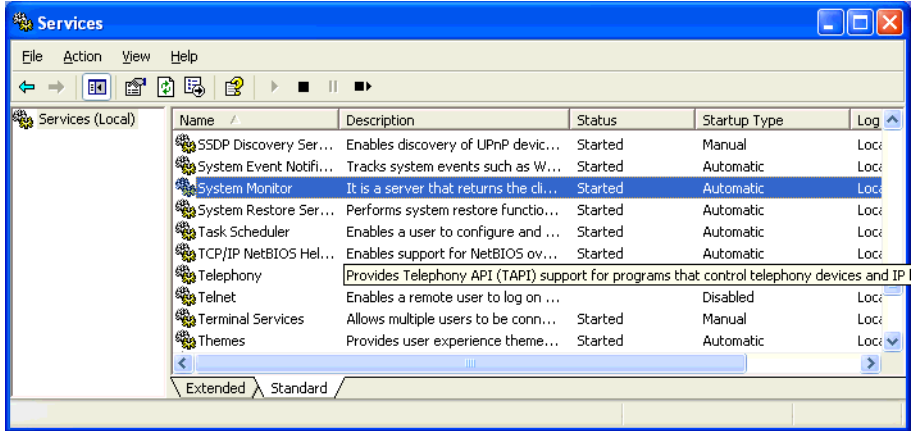 Services
File Action View Help
Services (Local)
Name Description Status Startup Type Log
SSDP Discovery Ser... Enables discovery of UPnP devic... Started Manual Loca
System Event Notifi... Tracks system events such as W... Started Automatic Loca
System Monitor It is a server that returns the cli... Started Automatic Loca
System Restore Ser... Performs system restore functio... Started Automatic Loca
Task Scheduler Enables a user to configure and ... Started Automatic Loca
TCP/IP NetBIOS Hel... Enables support for NetBIOS ov... Started Automatic Loca
Telephony Provides Telephony API (TAPI) support for programs that control telephony devices and IP
Telnet Enables a remote user to log on ... Disabled Loca
Terminal Services Allows multiple users to be conn... Started Manual Loca
Themes Provides user experience theme... Started Automatic Loca
Extended Standard